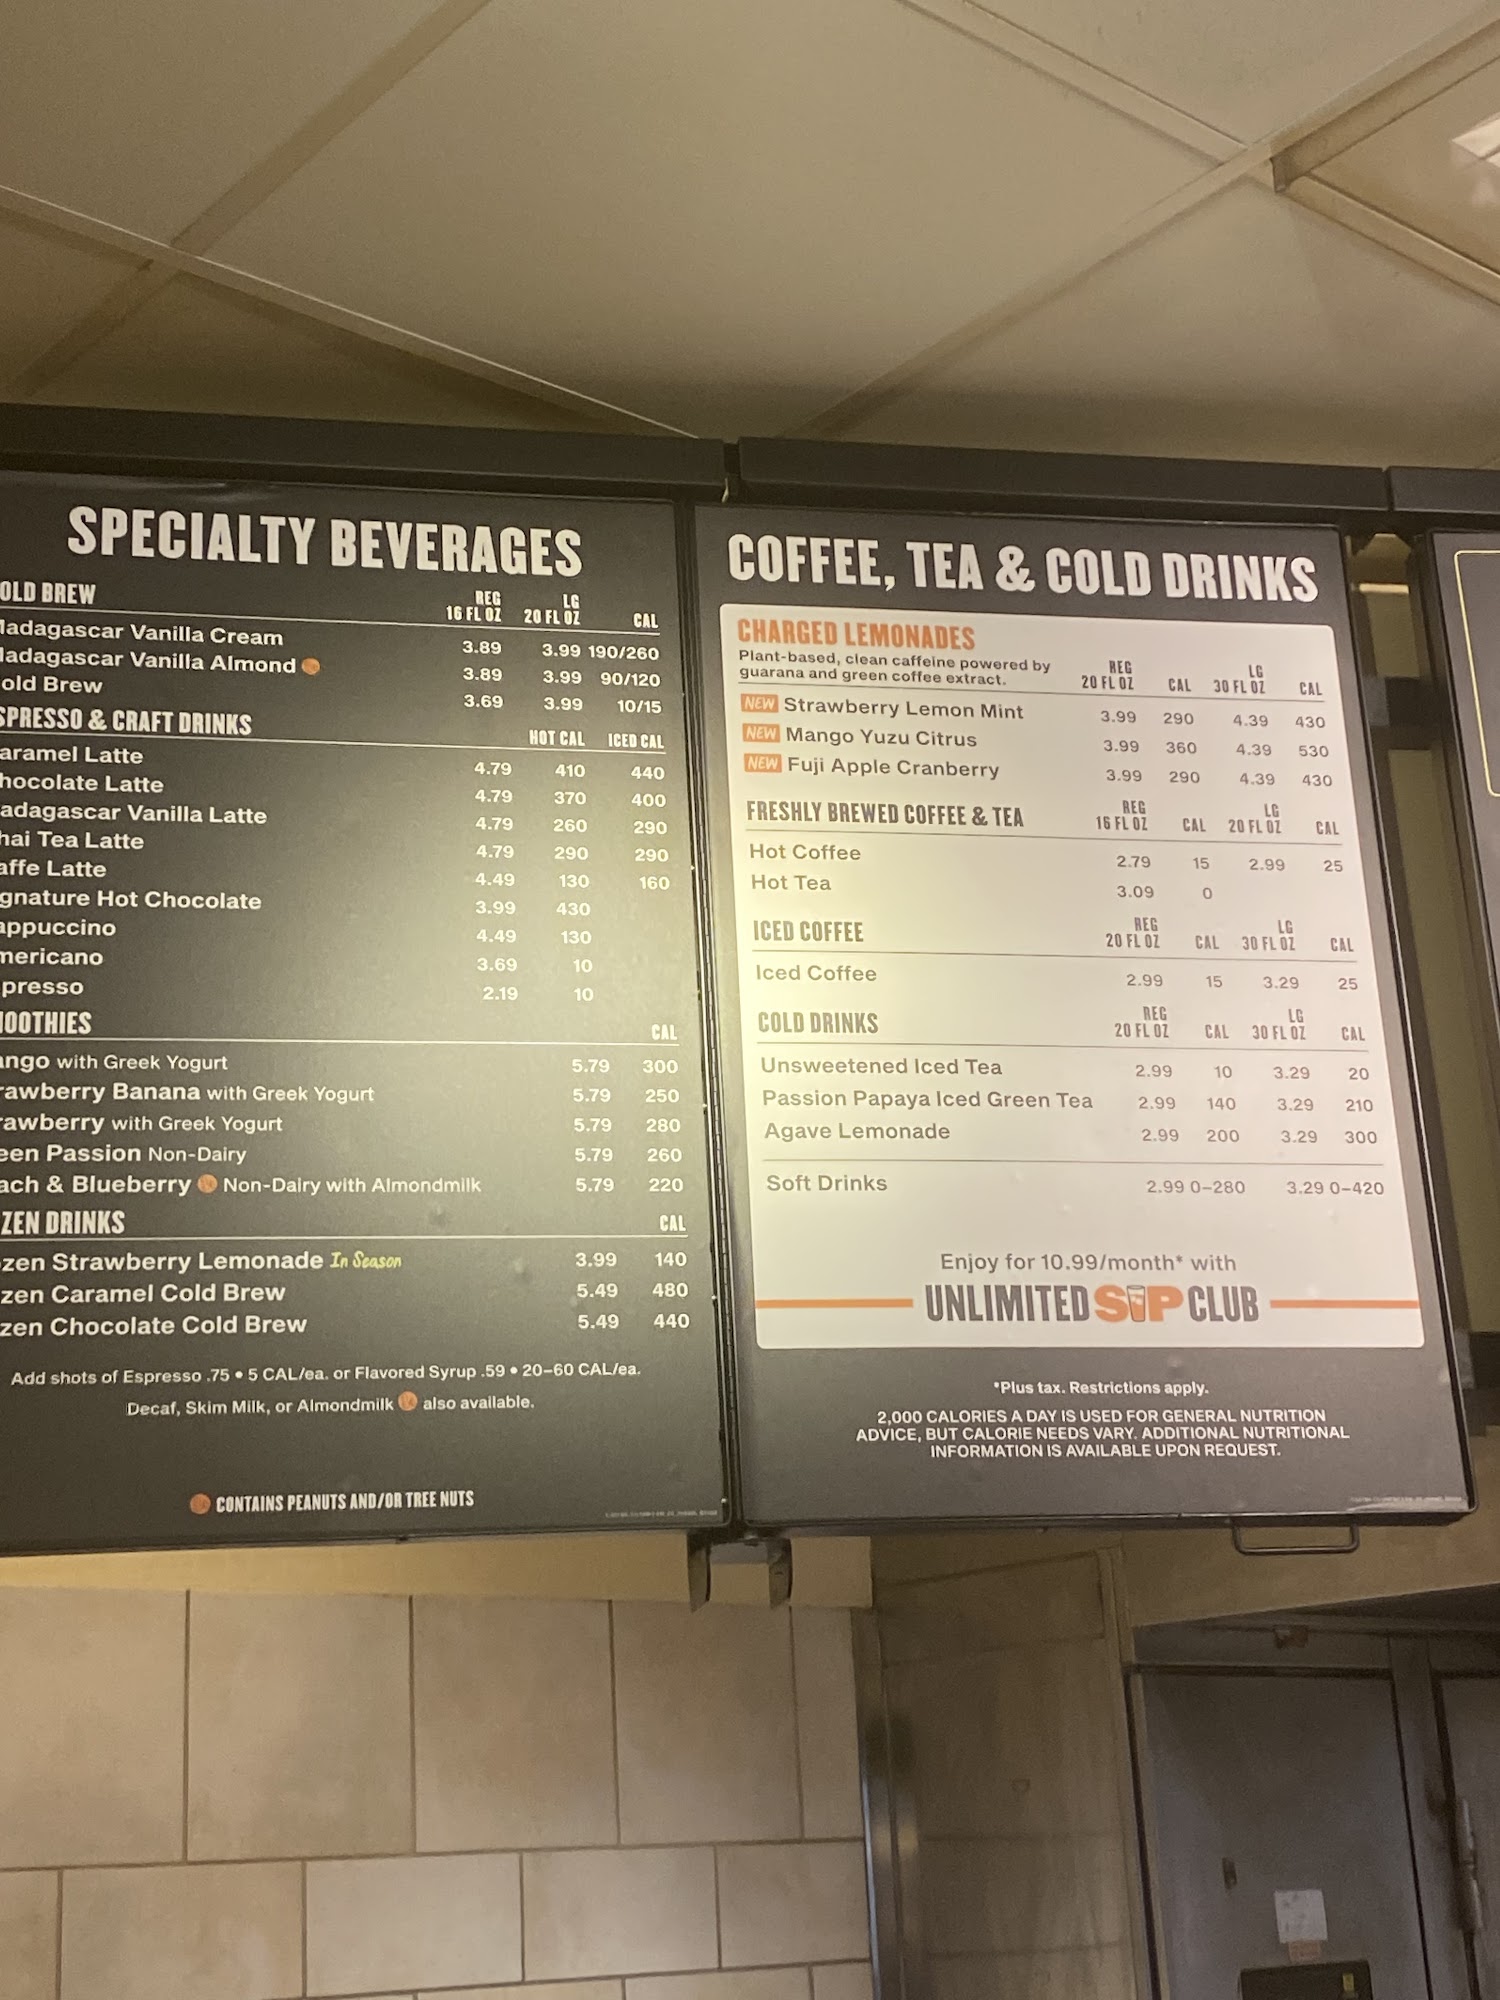 SPECIALTY BEVERAGES
OLD BREW REG 16 FL OZ LG 20 FL OZ CAL
adagascar Vanilla Cream 3.89 3.99 190/260
adagascar Vanilla Almond 3.89 3.99 90/120
old Brew 3.69 3.99 10/15
SPRESSO & CRAFT DRINKS HOT CAL ICED CAL
aramel Latte 4.79 410 440
hocolate Latte 4.79 370 400
adagascar Vanilla Latte 4.79 260 290
hai Tea Latte 4.79 290 290
affe Latte 4.49 130 160
gnature Hot Chocolate 3.99 430
appuccino 4.49 130
mericano 3.69 10
presso 2.19 10
OOTHIES CAL
ngo with Greek Yogurt 5.79 300
rawberry Banana with Greek Yogurt 5.79 250
rawberry with Greek Yogurt 5.79 280
een Passion Non-Dairy 5.79 260
ach & Blueberry Non-Dairy with Almondmilk 5.79 220
ZEN DRINKS CAL
zen Strawberry Lemonade In Season 3.99 140
zen Caramel Cold Brew 5.49 480
zen Chocolate Cold Brew 5.49 440
Add shots of Espresso .75 • 5 CAL/ea. or Flavored Syrup .59 • 20–60 CAL/ea.
Decaf, Skim Milk, or Almondmilk also available.
CONTAINS PEANUTS AND/OR TREE NUTS
COFFEE, TEA & COLD DRINKS
CHARGED LEMONADES
Plant-based, clean caffeine powered by
guarana and green coffee extract. REG 20 FL OZ CAL LG 30 FL OZ CAL
NEW Strawberry Lemon Mint 3.99 290 4.39 430
NEW Mango Yuzu Citrus 3.99 360 4.39 530
NEW Fuji Apple Cranberry 3.99 290 4.39 430
FRESHLY BREWED COFFEE & TEA REG 16 FL OZ CAL LG 20 FL OZ CAL
Hot Coffee 2.79 15 2.99 25
Hot Tea 3.09 0
ICED COFFEE REG 20 FL OZ CAL LG 30 FL OZ CAL
Iced Coffee 2.99 15 3.29 25
COLD DRINKS REG 20 FL OZ CAL LG 30 FL OZ CAL
Unsweetened Iced Tea 2.99 10 3.29 20
Passion Papaya Iced Green Tea 2.99 140 3.29 210
Agave Lemonade 2.99 200 3.29 300
Soft Drinks 2.99 0–280 3.29 0–420
Enjoy for 10.99/month* with
UNLIMITED SIP CLUB
*Plus tax. Restrictions apply.
2,000 CALORIES A DAY IS USED FOR GENERAL NUTRITION
ADVICE, BUT CALORIE NEEDS VARY. ADDITIONAL NUTRITIONAL
INFORMATION IS AVAILABLE UPON REQUEST.